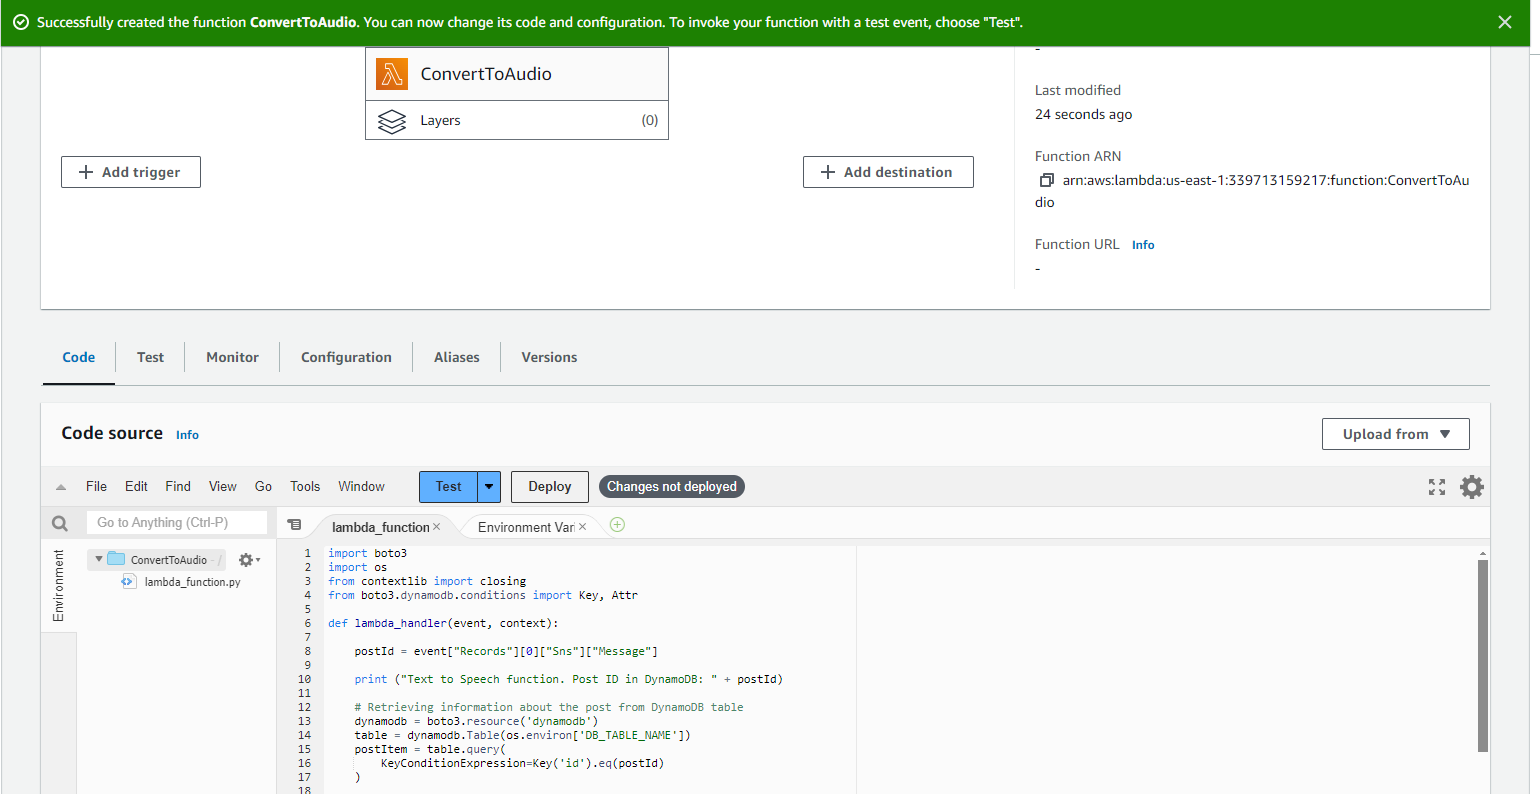 Successfully created the function ConvertToAudio. You can now change its code and configuration. To invoke your function with a test event, choose "Test".
ConvertToAudio
Layers (0)
Add trigger
Add destination
-
Last modified
24 seconds ago
Function ARN
arn:aws:lambda:us-east-1:339713159217:function:ConvertToAu
dio
Function URL Info
-
Code Test Monitor Configuration Aliases Versions
Code source Info
Upload from
File Edit Find View Go Tools Window Test Deploy Changes not deployed
Go to Anything (Ctrl-P)
lambda_function Environment Vari
Environment
ConvertToAudio - /
lambda_function.py
1 import boto3
2 import os
3 from contextlib import closing
4 from boto3.dynamodb.conditions import Key, Attr
5
6 def lambda_handler(event, context):
7
8 postId = event["Records"][0]["Sns"]["Message"]
9
10 print ("Text to Speech function. Post ID in DynamoDB: " + postId)
11
12 # Retrieving information about the post from DynamoDB table
13 dynamodb = boto3.resource('dynamodb')
14 table = dynamodb.Table(os.environ['DB_TABLE_NAME'])
15 postItem = table.query(
16 KeyConditionExpression=Key('id').eq(postId)
17 )
18